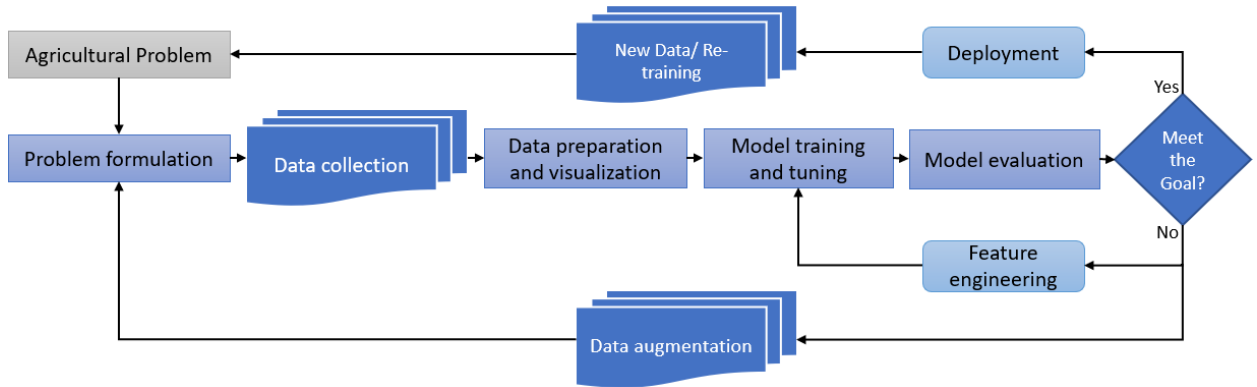 Agricultural Problem
New Data/ Re-
training
Deployment
Yes
Problem formulation
Data collection
Data preparation
and visualization
Model training
and tuning
Model evaluation
Meet
the
Goal?
No
Feature
engineering
Data augmentation